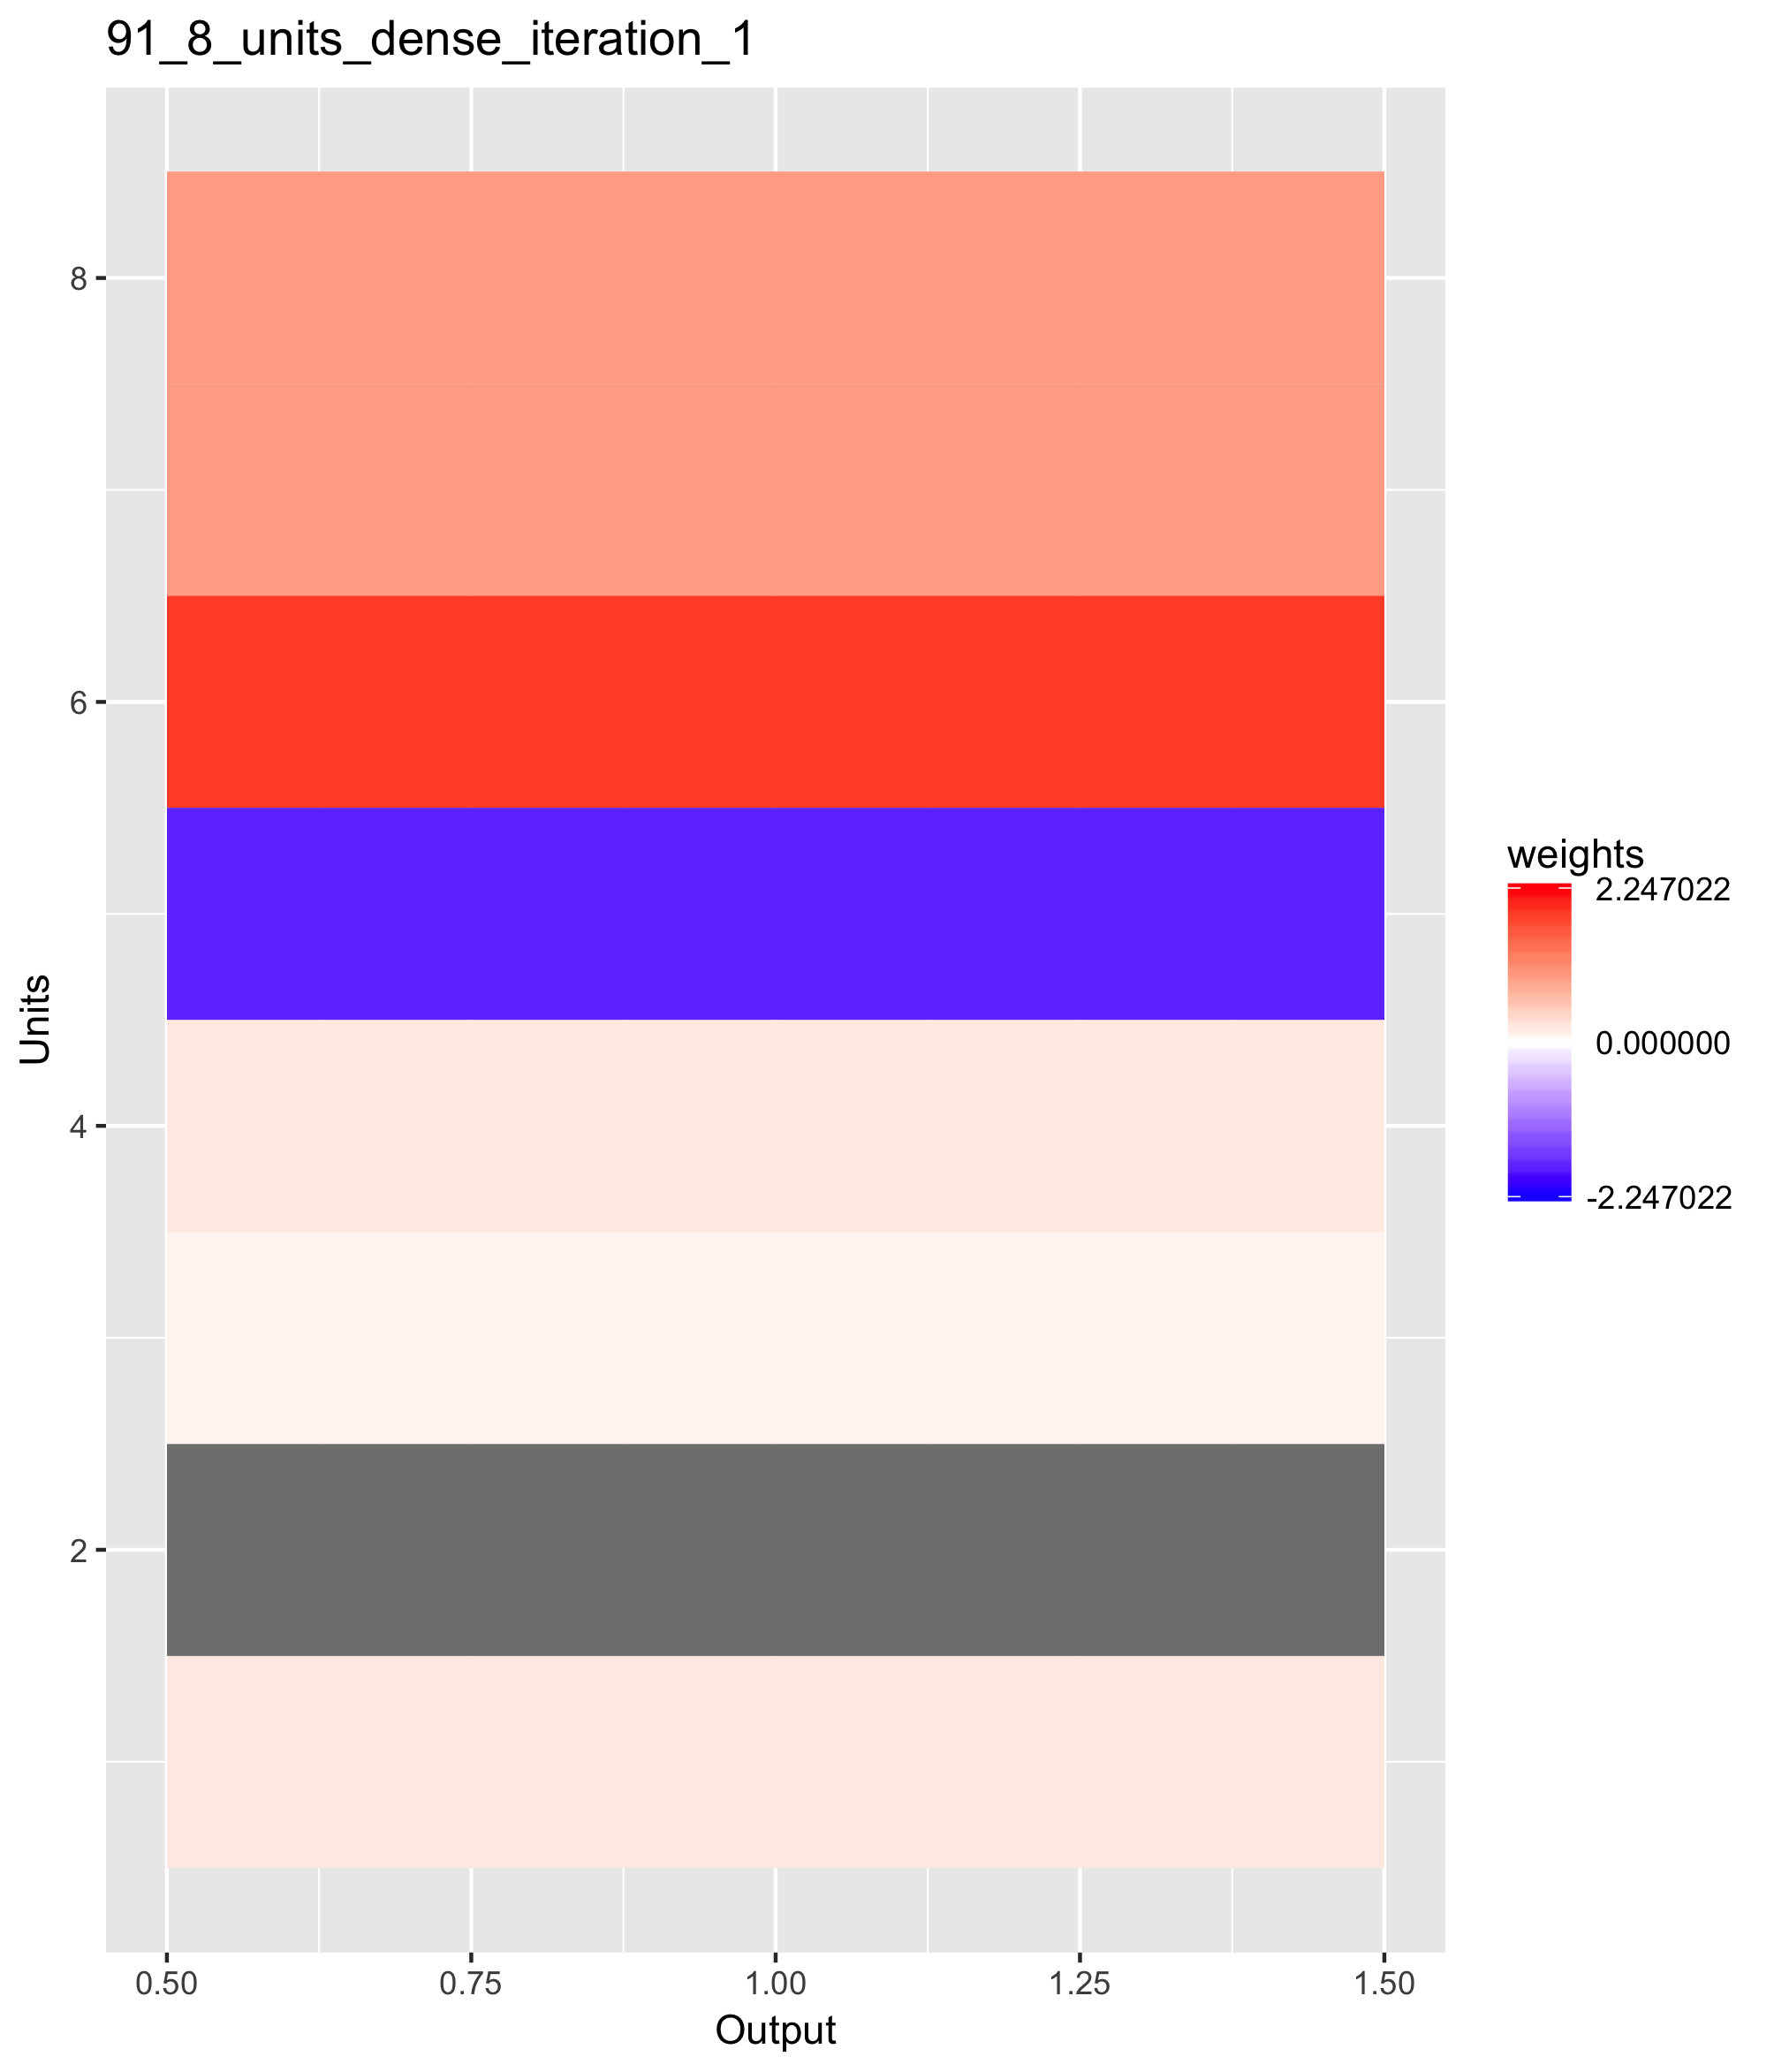 91_8_units_dense_iteration_1
8
6
4
2
Units
0.50 0.75 1.00 1.25 1.50
Output
weights
2.247022
0.000000
-2.247022